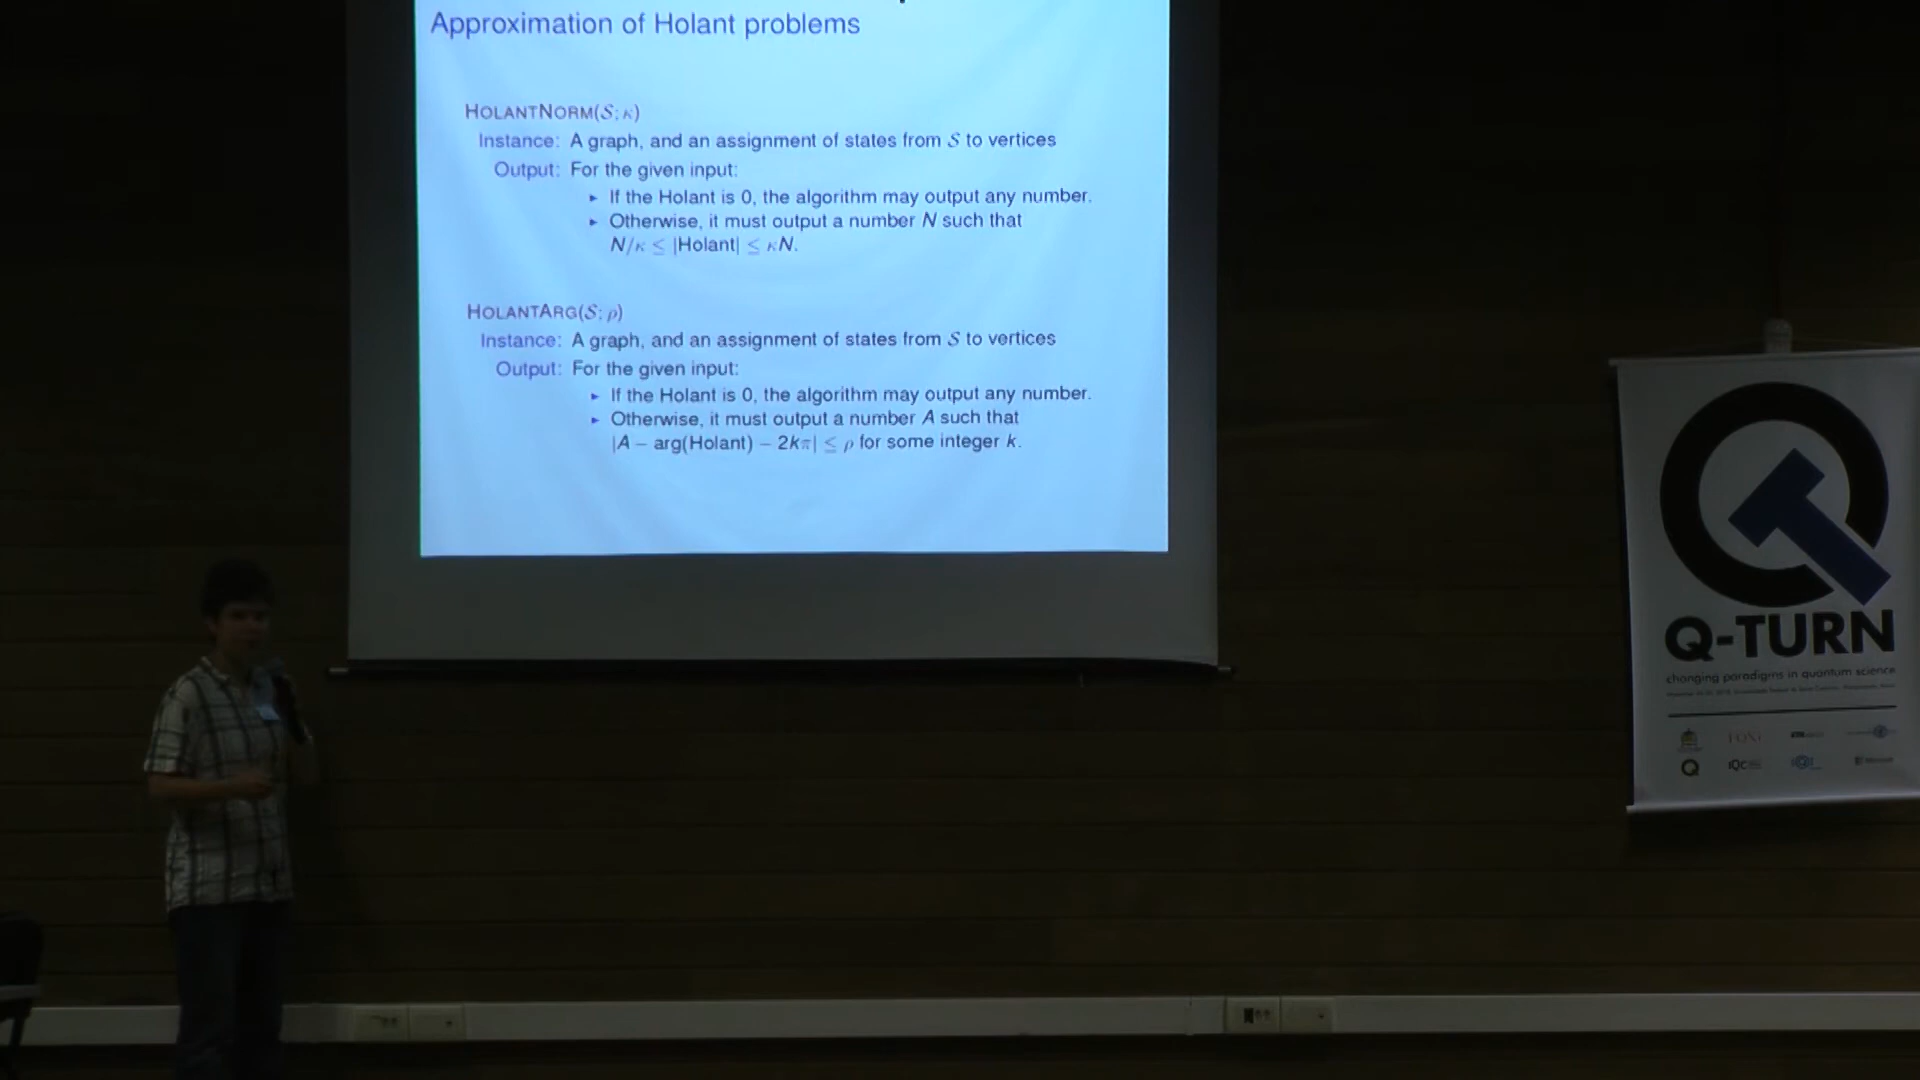 Approximation of Holant problems
HOLANTNORM(S; κ)
Instance: A graph, and an assignment of states from S to vertices
Output: For the given input:
▸ If the Holant is 0, the algorithm may output any number.
▸ Otherwise, it must output a number N such that
N/κ ≤ |Holant| ≤ κN.
HOLANTARG(S; ρ)
Instance: A graph, and an assignment of states from S to vertices
Output: For the given input:
▸ If the Holant is 0, the algorithm may output any number.
▸ Otherwise, it must output a number A such that
|A − arg(Holant) − 2kπ| ≤ ρ for some integer k.
Q-TURN
changing paradigms in quantum science
IQC